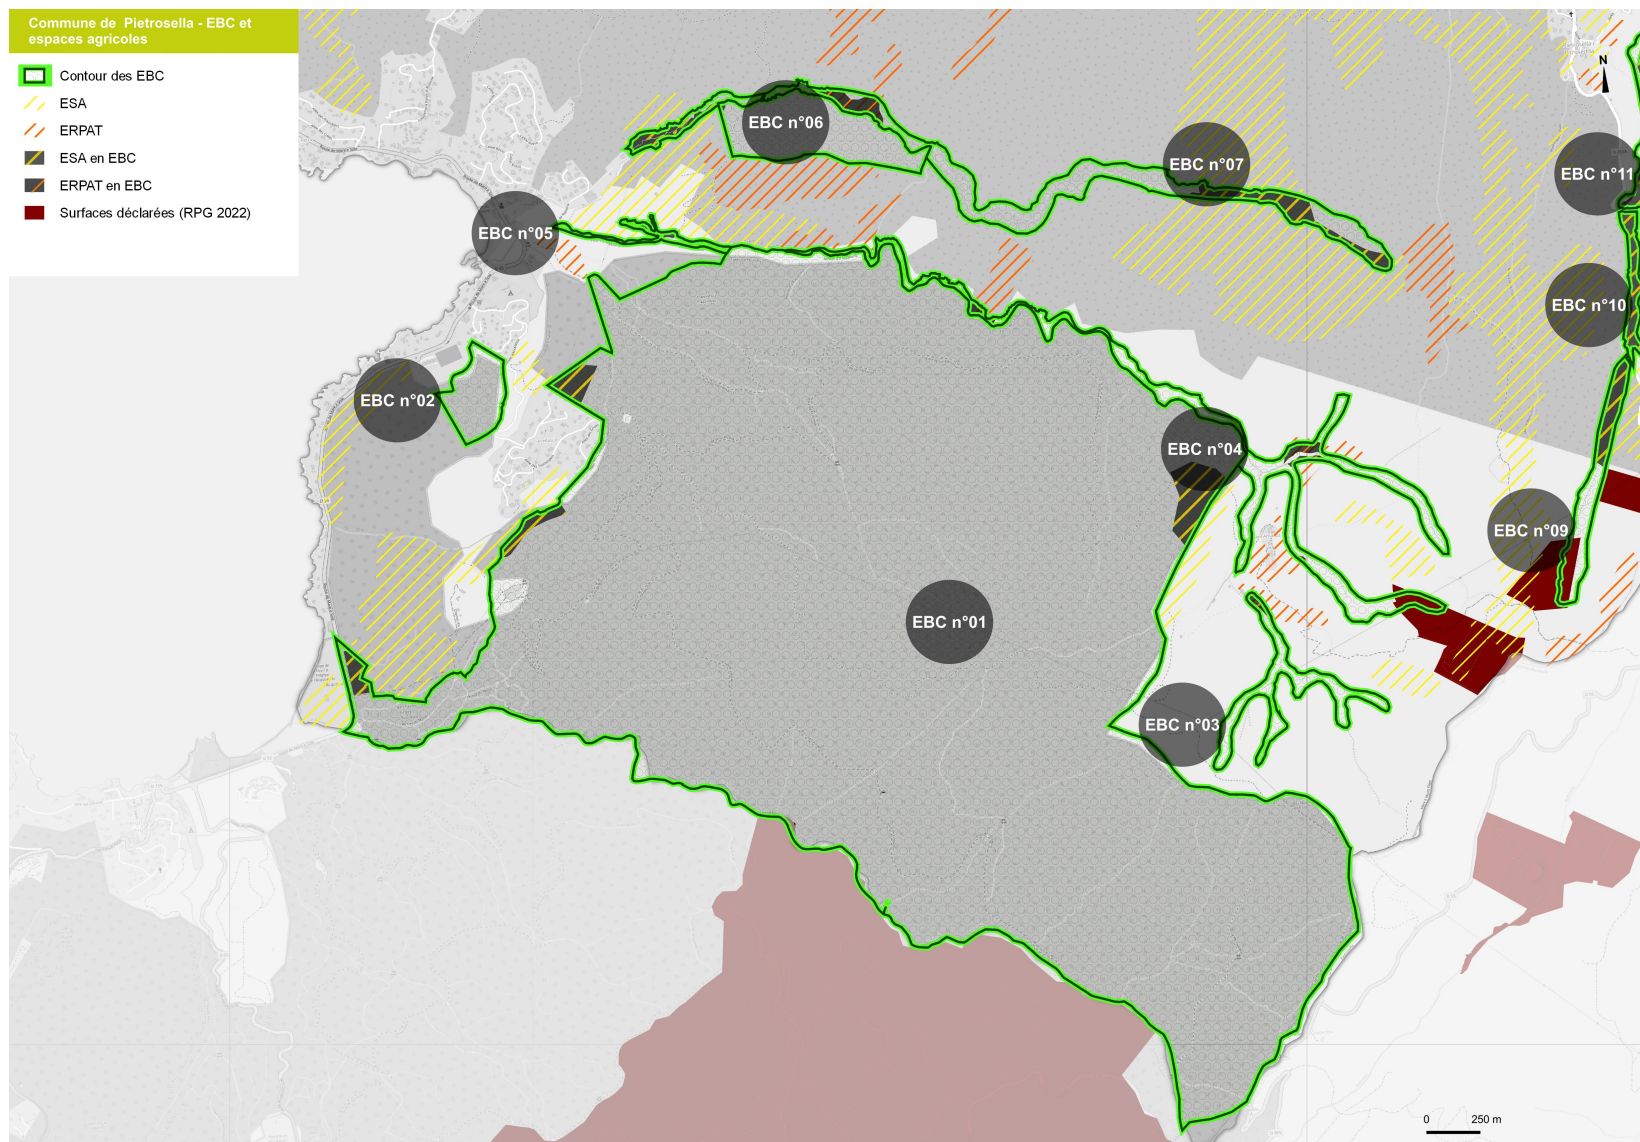 Commune de  Pietrosella - EBC et
espaces agricoles
Contour des EBC
ESA
ERPAT
ESA en EBC
ERPAT en EBC
Surfaces déclarées (RPG 2022)
N
EBC n°06
EBC n°07
EBC n°11
EBC n°05
EBC n°10
EBC n°02
EBC n°04
EBC n°09
EBC n°01
EBC n°03
0 250 m